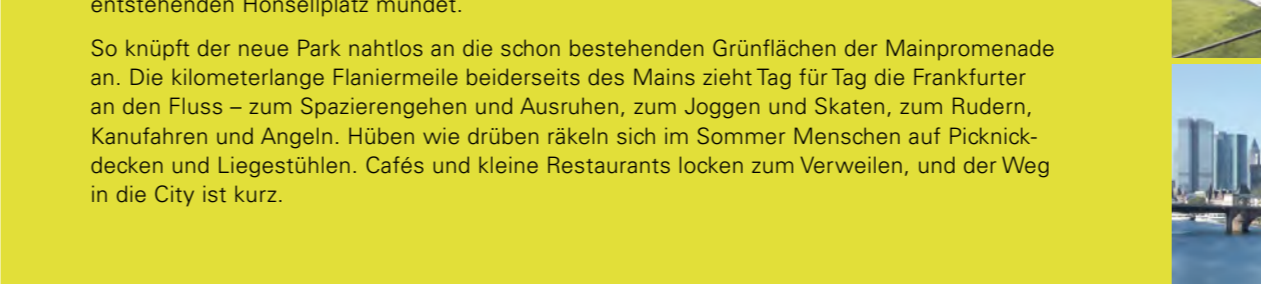 entstehenden Honsellplatz mündet.
So knüpft der neue Park nahtlos an die schon bestehenden Grünflächen der Mainpromenade
an. Die kilometerlange Flaniermeile beiderseits des Mains zieht Tag für Tag die Frankfurter
an den Fluss – zum Spazierengehen und Ausruhen, zum Joggen und Skaten, zum Rudern,
Kanufahren und Angeln. Hüben wie drüben räkeln sich im Sommer Menschen auf Picknick-
decken und Liegestühlen. Cafés und kleine Restaurants locken zum Verweilen, und der Weg
in die City ist kurz.